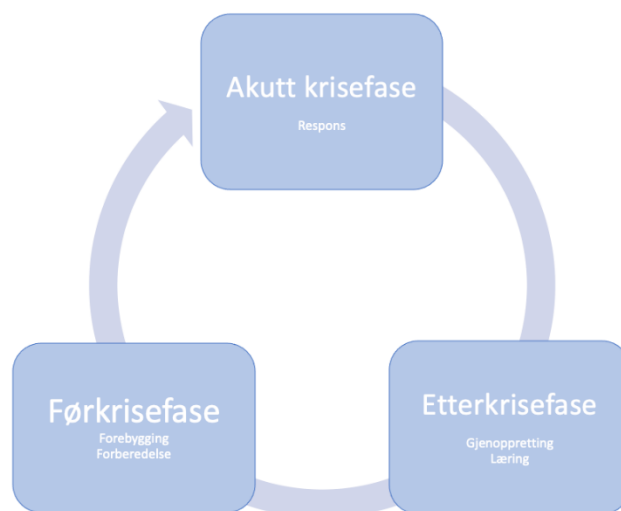 Akutt krisefase
Respons
Førkrisefase
Forebygging
Forberedelse
Etterkrisefase
Gjenoppretting
Læring